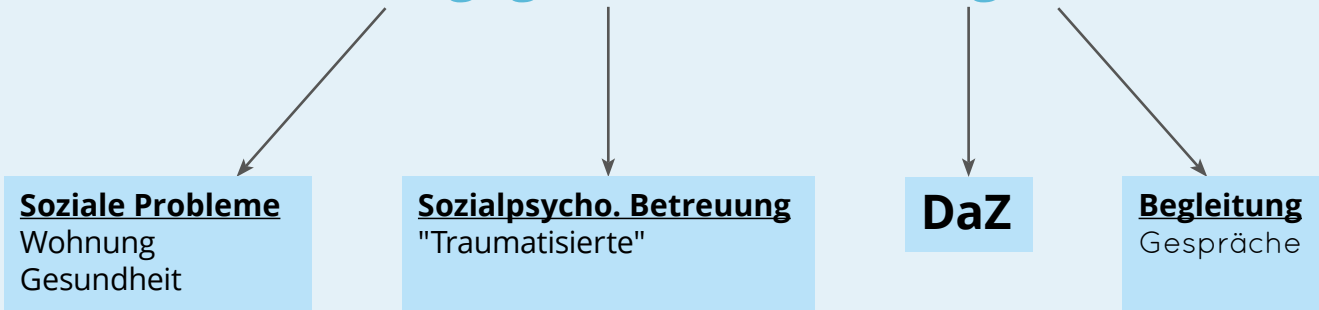 Soziale Probleme
Wohnung
Gesundheit
Sozialpsycho. Betreuung
"Traumatisierte"
DaZ
Begleitung
Gespräche